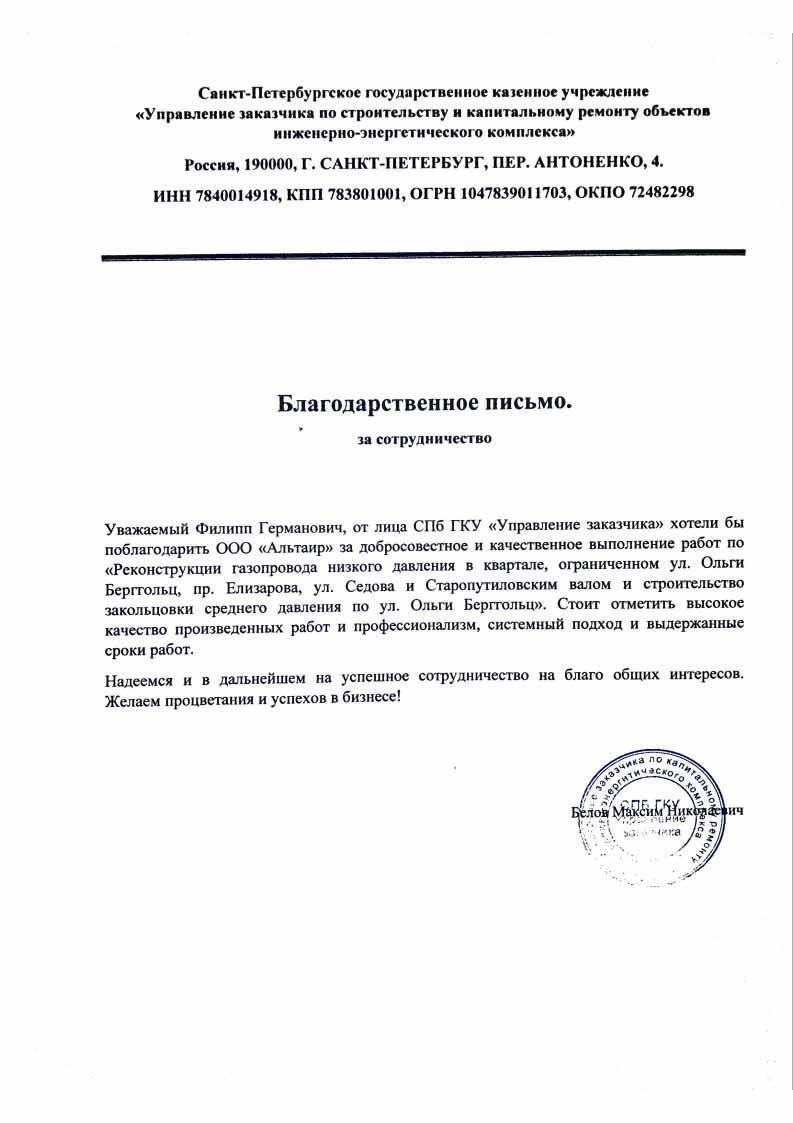 Санкт-Петербургское государственное казенное учреждение
«Управление заказчика по строительству и капитальному ремонту объектов
инженерно-энергетического комплекса»
Россия, 190000, Г. САНКТ-ПЕТЕРБУРГ, ПЕР. АНТОНЕНКО, 4.
ИНН 7840014918, КПП 783801001, ОГРН 1047839011703, ОКПО 72482298
Благодарственное письмо.
за сотрудничество
Уважаемый Филипп Германович, от лица СПб ГКУ «Управление заказчика» хотели бы
поблагодарить ООО «Альтаир» за добросовестное и качественное выполнение работ по
«Реконструкции газопровода низкого давления в квартале, ограниченном ул. Ольги
Бергтольц, пр. Елизарова, ул. Седова и Старопутиловским валом и строительство
закольцовки среднего давления по ул. Ольги Бергтольц». Стоит отметить высокое
качество произведенных работ и профессионализм, системный подход и выдержанные
сроки работ.
Надеемся и в дальнейшем на успешное сотрудничество на благо общих интересов.
Желаем процветания и успехов в бизнесе!
заказчика по капитальному ремонту
энергитического комплекса
СПБ ГКУ
Белов Максим Николаевич